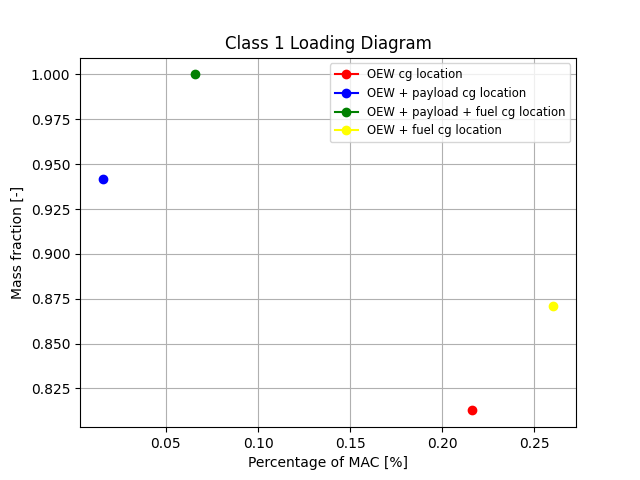 Class 1 Loading Diagram
OEW cg location
OEW + payload cg location
OEW + payload + fuel cg location
OEW + fuel cg location
1.000
0.975
0.950
0.925
0.900
0.875
0.850
0.825
Mass fraction [-]
0.05 0.10 0.15 0.20 0.25
Percentage of MAC [%]